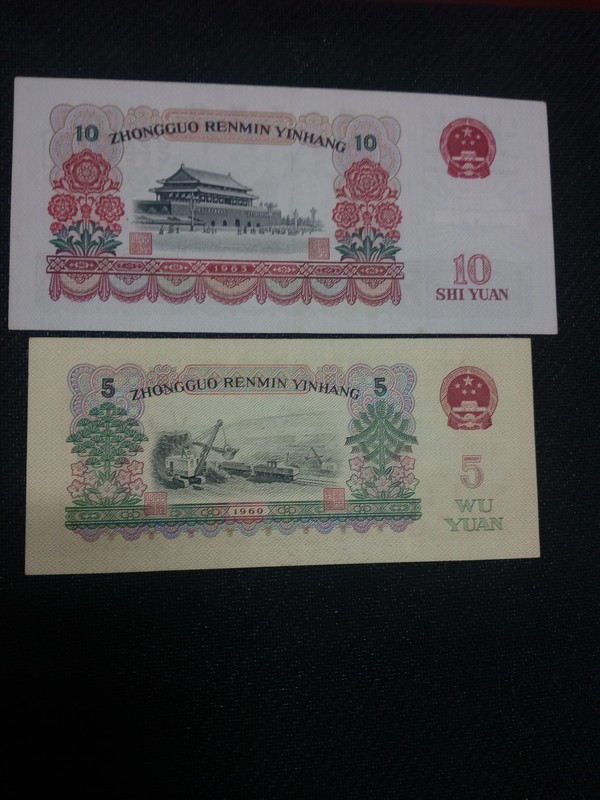 10 ZHONGGUO RENMIN YINHANG 10
1965
10
SHI YUAN
5 ZHONGGUO RENMIN YINHANG 5
1960
5
WU
YUAN